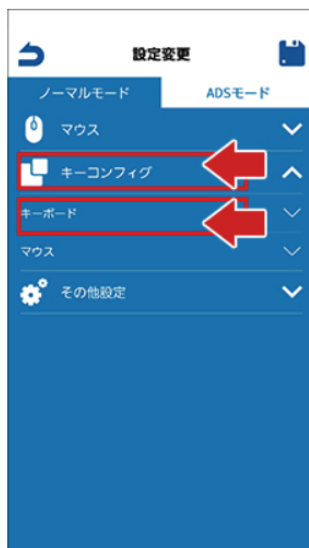 設定変更
ノーマルモード
ADSモード
マウス
キーコンフィグ
キーボード
マウス
その他設定